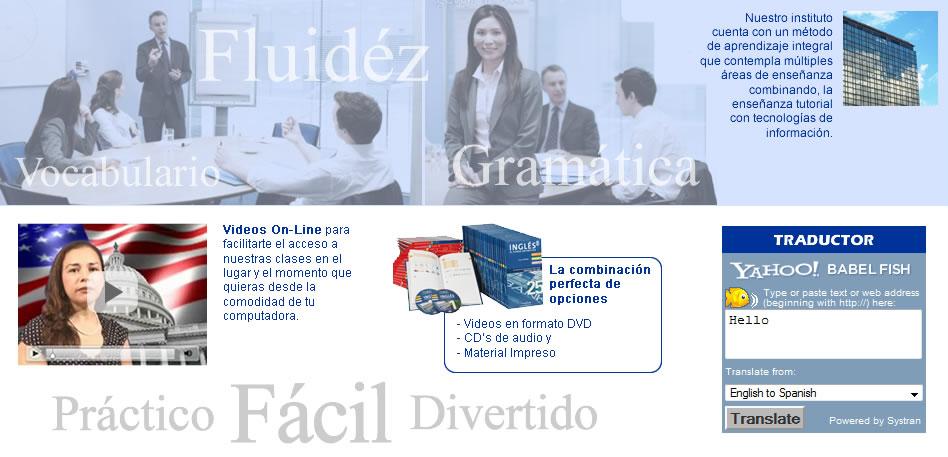 Fluidéz
Vocabulario
Gramática
Nuestro instituto
cuenta con un método
de aprendizaje integral
que contempla múltiples
áreas de enseñanza
combinando, la
enseñanza tutorial
con tecnologías de
información.
Videos On-Line para
facilitarte el acceso a
nuestras clases en el
lugar y el momento que
quieras desde la
comodidad de tu
computadora.
INGLÉS
25
La combinación
perfecta de
opciones
- Videos en formato DVD
- CD's de audio y
- Material Impreso
TRADUCTOR
YAHOO! BABEL FISH
Type or paste text or web address
(beginning with http://) here:
Hello
Translate from:
English to Spanish
Translate
Powered by Systran
Práctico Fácil Divertido